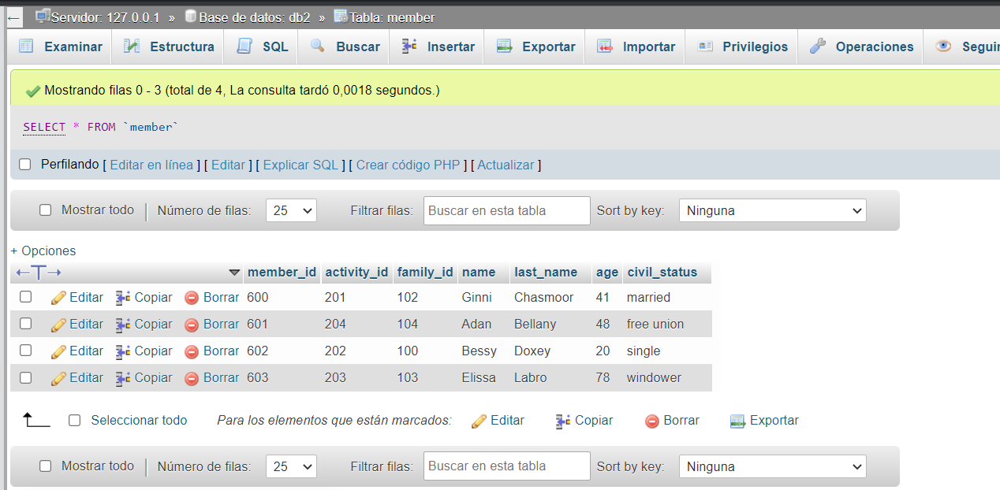 Servidor: 127.0.0.1 » Base de datos: db2 » Tabla: member
Examinar Estructura SQL Buscar Insertar Exportar Importar Privilegios Operaciones Seguir
Mostrando filas 0 - 3 (total de 4, La consulta tardó 0,0018 segundos.)
SELECT * FROM `member`
Perfilando [ Editar en línea ] [ Editar ] [ Explicar SQL ] [ Crear código PHP ] [ Actualizar ]
Mostrar todo | Número de filas: 25 Filtrar filas: Buscar en esta tabla Sort by key: Ninguna
+ Opciones
←T→ member_id activity_id family_id name last_name age civil_status
Editar Copiar Borrar 600 201 102 Ginni Chasmoor 41 married
Editar Copiar Borrar 601 204 104 Adan Bellany 48 free union
Editar Copiar Borrar 602 202 100 Bessy Doxey 20 single
Editar Copiar Borrar 603 203 103 Elissa Labro 78 windower
Seleccionar todo Para los elementos que están marcados: Editar Copiar Borrar Exportar
Mostrar todo | Número de filas: 25 Filtrar filas: Buscar en esta tabla Sort by key: Ninguna